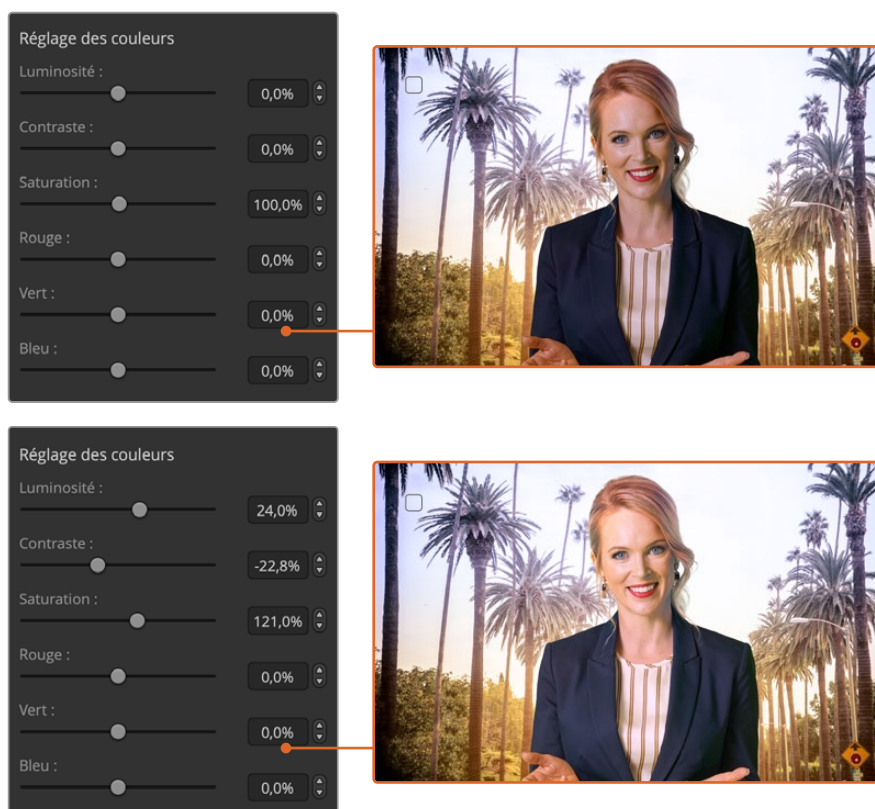 Réglage des couleurs
Luminosité :
0,0%
Contraste :
0,0%
Saturation :
100,0%
Rouge :
0,0%
Vert :
0,0%
Bleu :
0,0%
Réglage des couleurs
Luminosité :
24,0%
Contraste :
-22,8%
Saturation :
121,0%
Rouge :
0,0%
Vert :
0,0%
Bleu :
0,0%